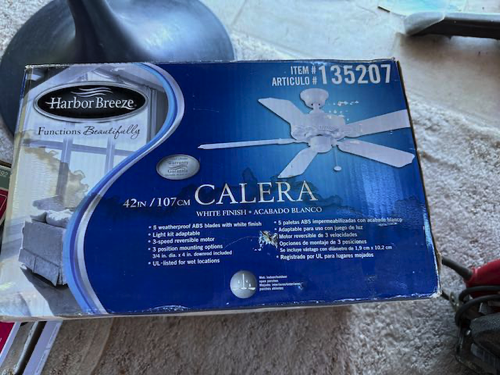 ITEM # 135207
ARTICULO #
Harbor Breeze
Functions Beautifully
42IN / 107CM CALERA
WHITE FINISH • ACABADO BLANCO
• 5 weatherproof ABS blades with white finish
• Light kit adaptable
• 3-speed reversible motor
• 3 position mounting options
3/4 in. dia. x 4 in. downrod included
• UL-listed for wet locations
• 5 paletas ABS impermeabilizadas con acabado blanco
• Adaptable para uso con juego de luz
• Motor reversible de 3 velocidades
• Opciones de montaje de 3 posiciones
Se incluye vástago con diámetro de 1,9 cm x 10,2 cm
• Registrado por UL para lugares mojados